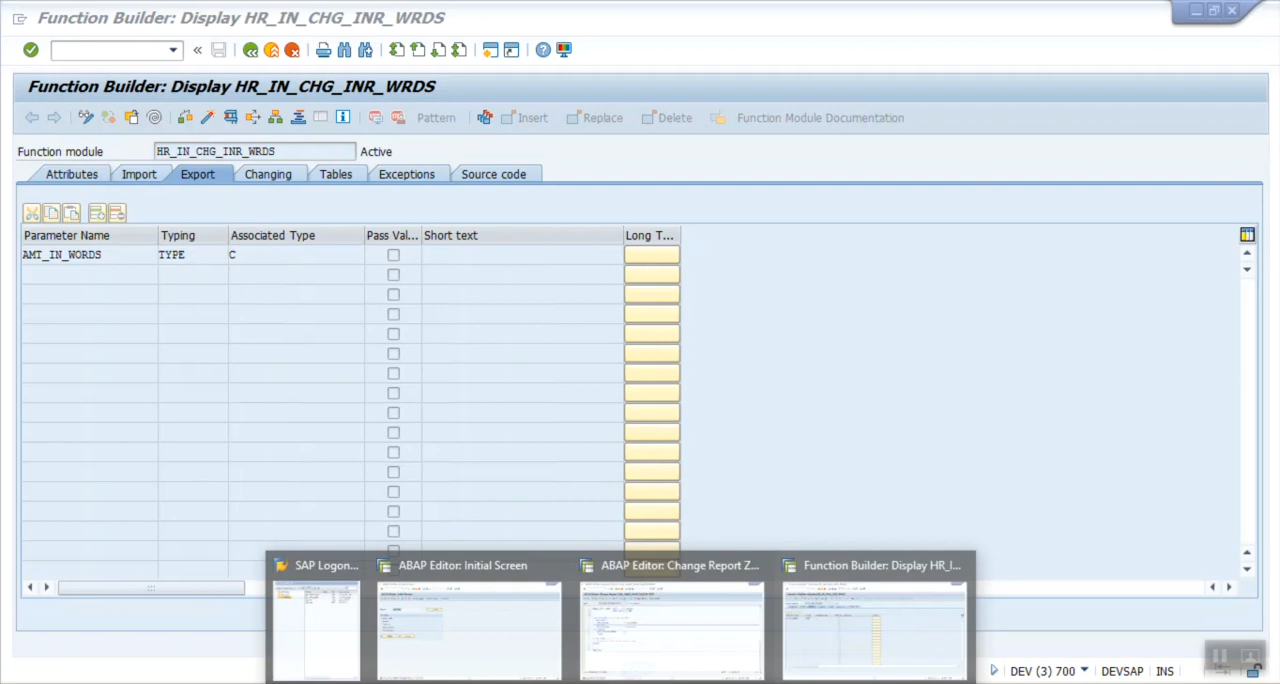 Function Builder: Display HR_IN_CHG_INR_WRDS
Function Builder: Display HR_IN_CHG_INR_WRDS
Pattern Insert Replace Delete Function Module Documentation
Function module HR_IN_CHG_INR_WRDS Active
Attributes Import Export Changing Tables Exceptions Source code
Parameter Name Typing Associated Type Pass Val... Short text Long T...
AMT_IN_WORDS TYPE C
SAP Logon... ABAP Editor: Initial Screen ABAP Editor: Change Report Z... Function Builder: Display HR_I...
DEV (3) 700 DEVSAP INS